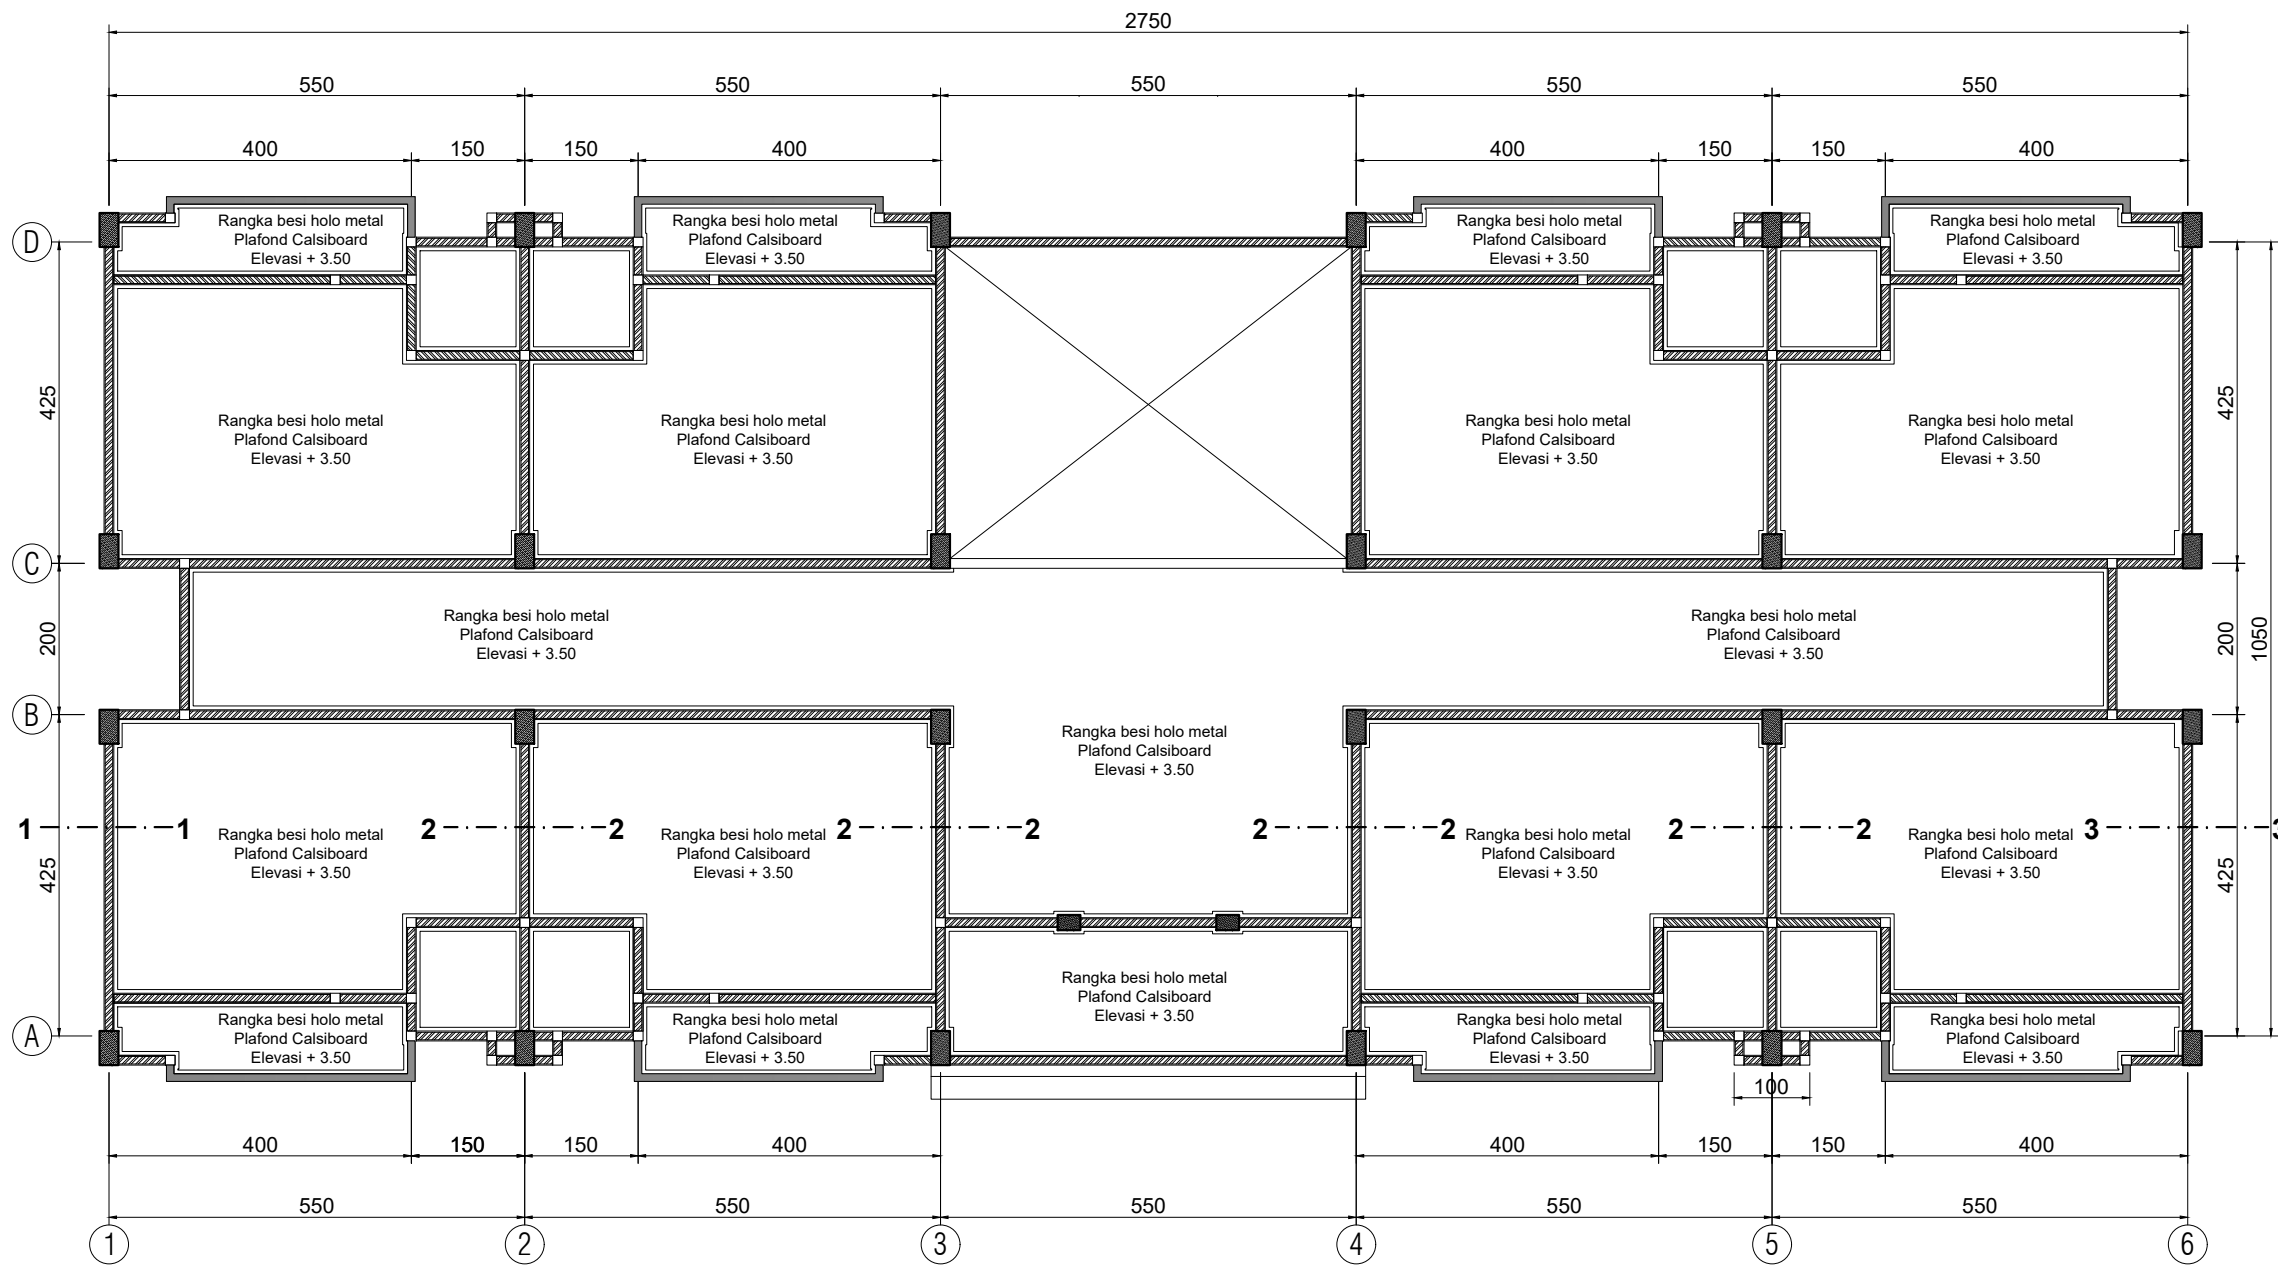 2750
550 550 550 550 550
400 150 150 400 400 150 150 400
Rangka besi holo metal
Plafond Calsiboard
Elevasi + 3.50
Rangka besi holo metal
Plafond Calsiboard
Elevasi + 3.50
Rangka besi holo metal
Plafond Calsiboard
Elevasi + 3.50
Rangka besi holo metal
Plafond Calsiboard
Elevasi + 3.50
D
425
Rangka besi holo metal
Plafond Calsiboard
Elevasi + 3.50
Rangka besi holo metal
Plafond Calsiboard
Elevasi + 3.50
Rangka besi holo metal
Plafond Calsiboard
Elevasi + 3.50
Rangka besi holo metal
Plafond Calsiboard
Elevasi + 3.50
425
C
200
Rangka besi holo metal
Plafond Calsiboard
Elevasi + 3.50
Rangka besi holo metal
Plafond Calsiboard
Elevasi + 3.50
200
1050
B
Rangka besi holo metal
Plafond Calsiboard
Elevasi + 3.50
1 1 2 2 2 2 2 2 2 2 3
425
Rangka besi holo metal
Plafond Calsiboard
Elevasi + 3.50
Rangka besi holo metal
Plafond Calsiboard
Elevasi + 3.50
Rangka besi holo metal
Plafond Calsiboard
Elevasi + 3.50
Rangka besi holo metal
Plafond Calsiboard
Elevasi + 3.50
425
Rangka besi holo metal
Plafond Calsiboard
Elevasi + 3.50
A
Rangka besi holo metal
Plafond Calsiboard
Elevasi + 3.50
Rangka besi holo metal
Plafond Calsiboard
Elevasi + 3.50
Rangka besi holo metal
Plafond Calsiboard
Elevasi + 3.50
Rangka besi holo metal
Plafond Calsiboard
Elevasi + 3.50
100
400 150 150 400 400 150 150 400
550 550 550 550 550
1 2 3 4 5 6